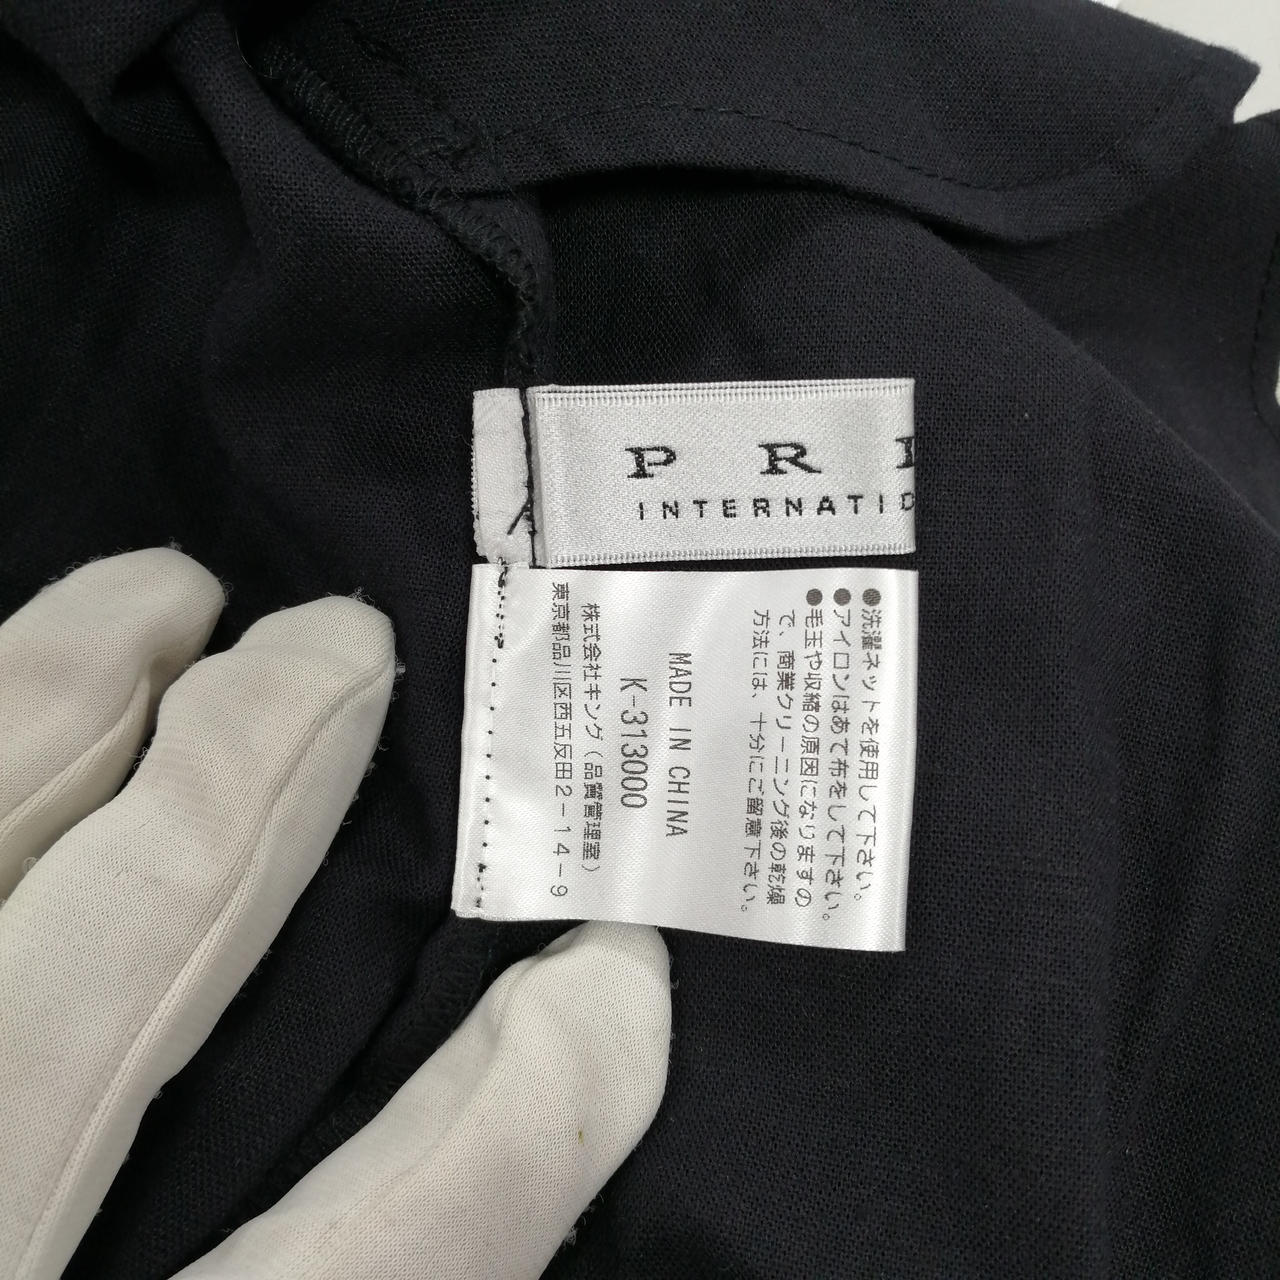 P R I
INTERNATIO
●洗濯ネットを使用して下さい。
●アイロンはあて布をして下さい。
●毛玉や収縮の原因になりますの
で、商業クリーニング後の乾燥
方法には、十分にご留意下さい。
MADE IN CHINA
K-313000
株式会社キング(品質管理室)
東京都品川区西五反田2-14-9